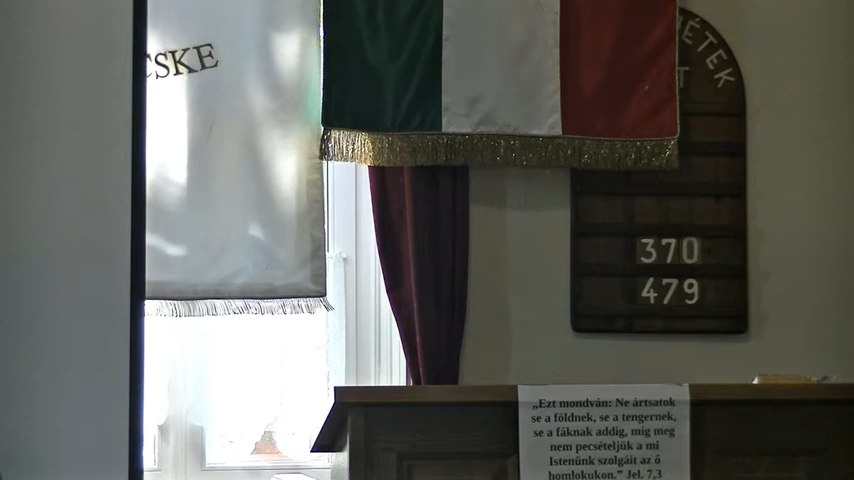 CSKE
ÉTEK
T
370
479
„Ezt mondván: Ne ártsatok
se a földnek, se a tengernek,
se a fáknak addig, míg meg
nem pecsételjük a mi
Istenünk szolgáit az ő
homlokukon.” Jel. 7,3